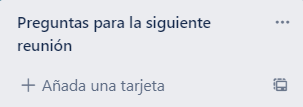 Preguntas para la siguiente
reunión
Añada una tarjeta